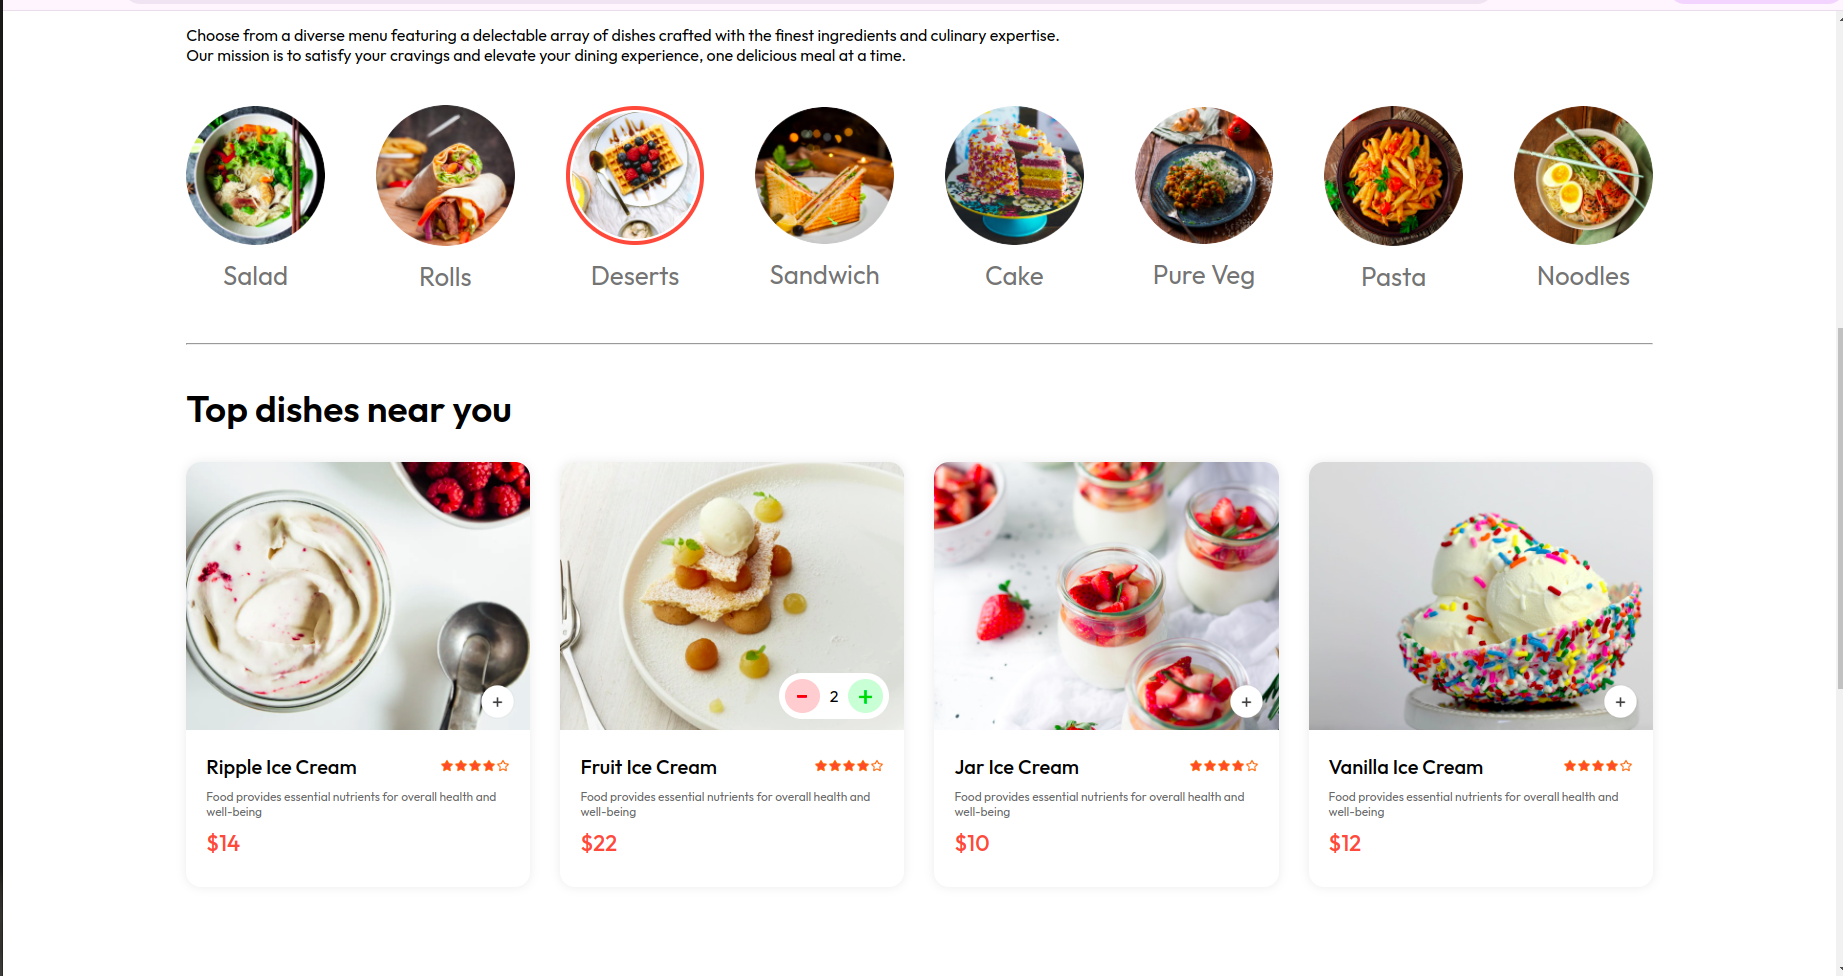 Choose from a diverse menu featuring a delectable array of dishes crafted with the finest ingredients and culinary expertise.
Our mission is to satisfy your cravings and elevate your dining experience, one delicious meal at a time.
Salad
Rolls
Deserts
Sandwich
Cake
Pure Veg
Pasta
Noodles
Top dishes near you
+
- 2 +
+
+
Ripple Ice Cream
Food provides essential nutrients for overall health and
well-being
$14
Fruit Ice Cream
Food provides essential nutrients for overall health and
well-being
$22
Jar Ice Cream
Food provides essential nutrients for overall health and
well-being
$10
Vanilla Ice Cream
Food provides essential nutrients for overall health and
well-being
$12